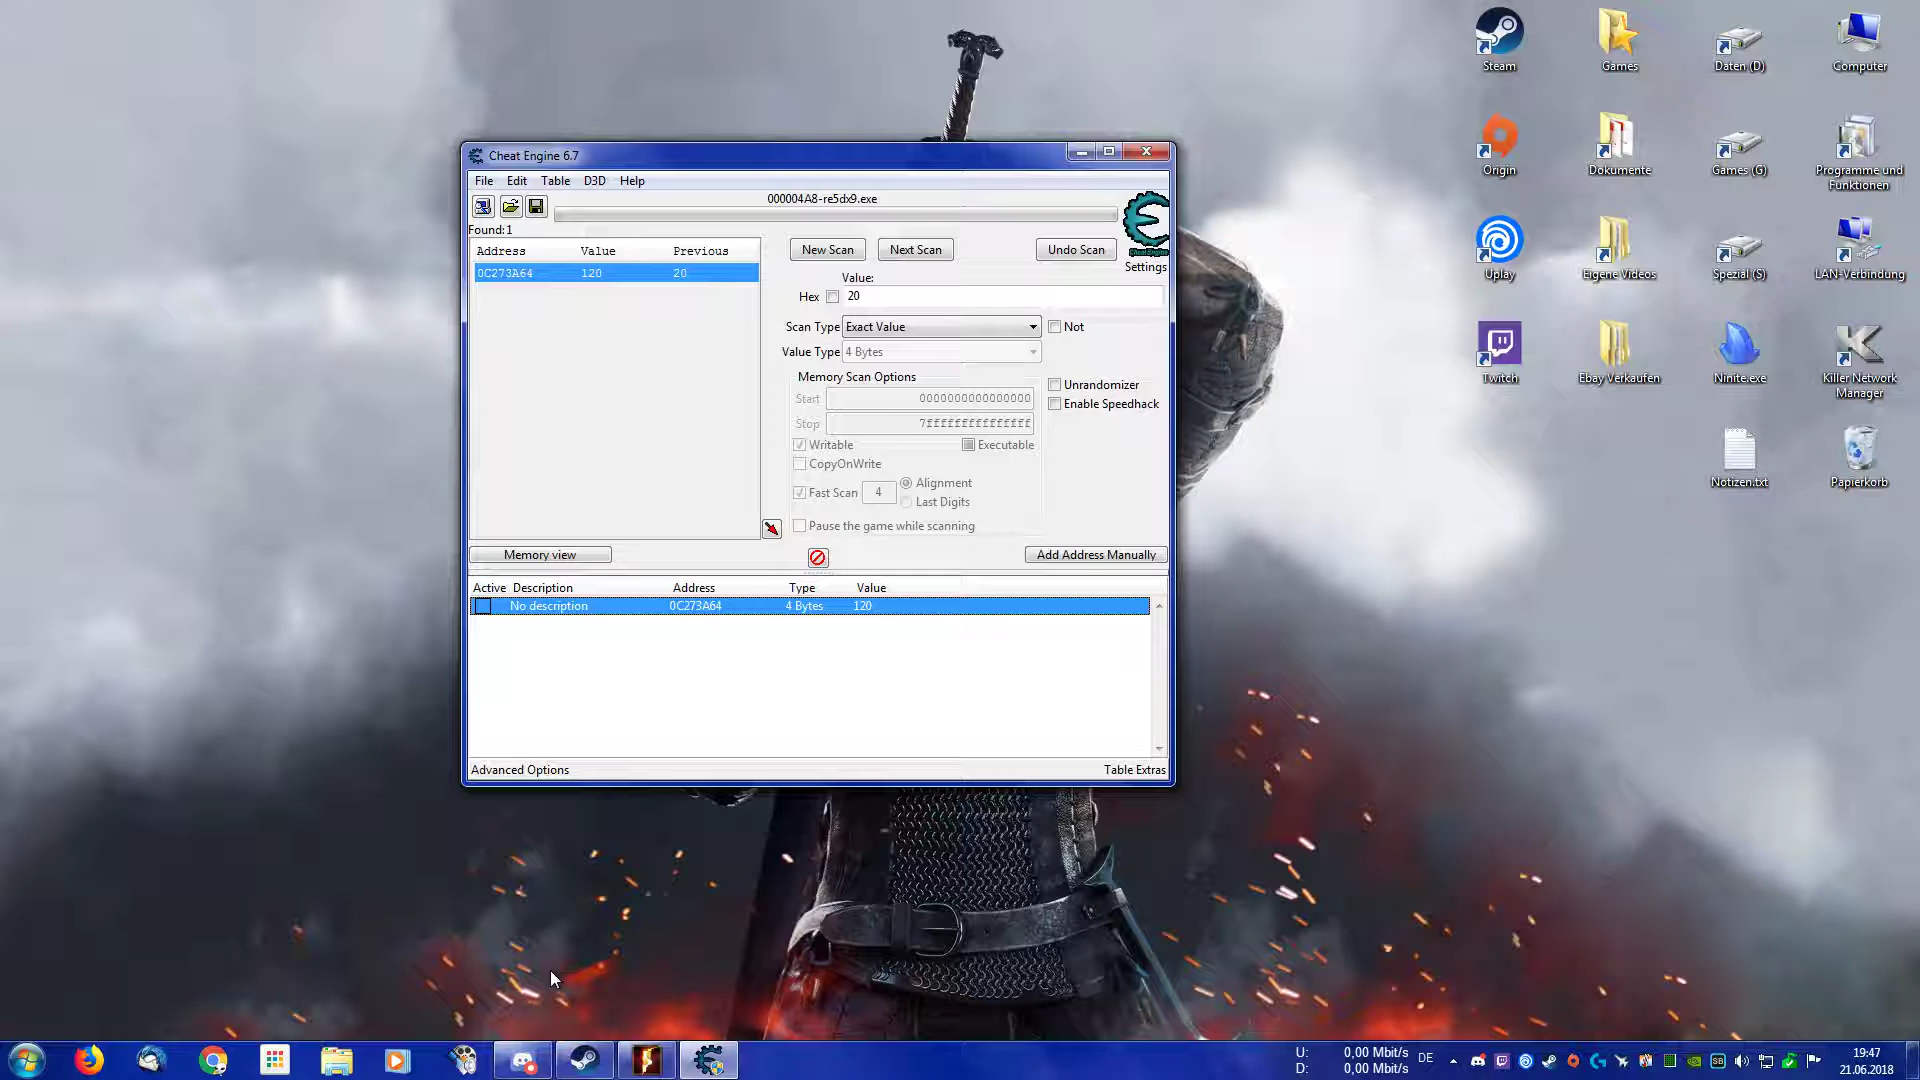 Cheat Engine 6.7
File Edit Table D3D Help
000004A8-re5dx9.exe
Found:1
Address Value Previous
0C273A64 120 20
New Scan Next Scan Undo Scan
Settings
Value:
Hex 20
Scan Type Exact Value Not
Value Type 4 Bytes
Memory Scan Options
Start 0000000000000000
Stop 7fffffffffffffff
Unrandomizer
Enable Speedhack
Writable Executable
CopyOnWrite
Fast Scan 4 Alignment
Last Digits
Pause the game while scanning
Memory view Add Address Manually
Active Description Address Type Value
No description 0C273A64 4 Bytes 120
Advanced Options Table Extras
Steam Games Daten (D) Computer
Origin Dokumente Games (G) Programme und
Funktionen
Uplay Eigene Videos Spezial (S) LAN-Verbindung
Twitch Ebay Verkaufen Ninite.exe Killer Network
Manager
Notizen.txt Papierkorb
U: 0,00 Mbit/s
D: 0,00 Mbit/s
DE
19:47
21.06.2018